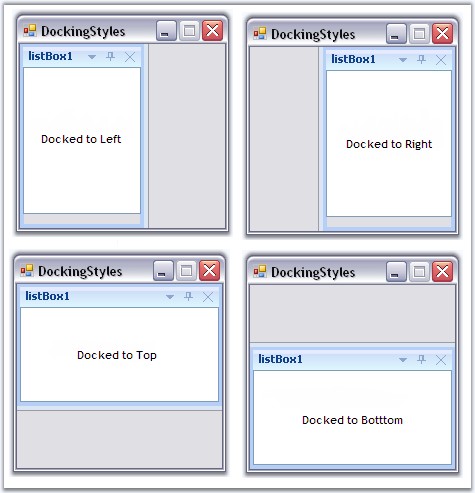 DockingStyles
listBox1
Docked to Left
DockingStyles
listBox1
Docked to Right
DockingStyles
listBox1
Docked to Top
DockingStyles
listBox1
Docked to Botttom